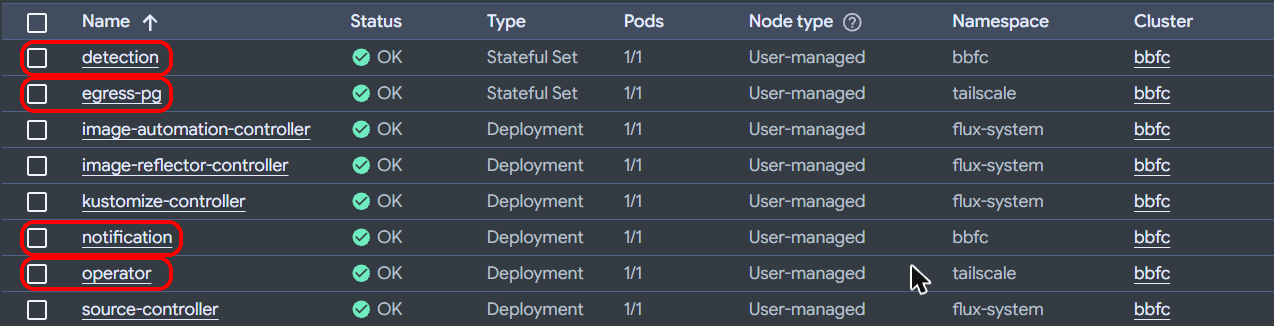 Name ↑ Status Type Pods Node type ? Namespace Cluster
detection OK Stateful Set 1/1 User-managed bbfc bbfc
egress-pg OK Stateful Set 1/1 User-managed tailscale bbfc
image-automation-controller OK Deployment 1/1 User-managed flux-system bbfc
image-reflector-controller OK Deployment 1/1 User-managed flux-system bbfc
kustomize-controller OK Deployment 1/1 User-managed flux-system bbfc
notification OK Deployment 1/1 User-managed bbfc bbfc
operator OK Deployment 1/1 User-managed tailscale bbfc
source-controller OK Deployment 1/1 User-managed flux-system bbfc